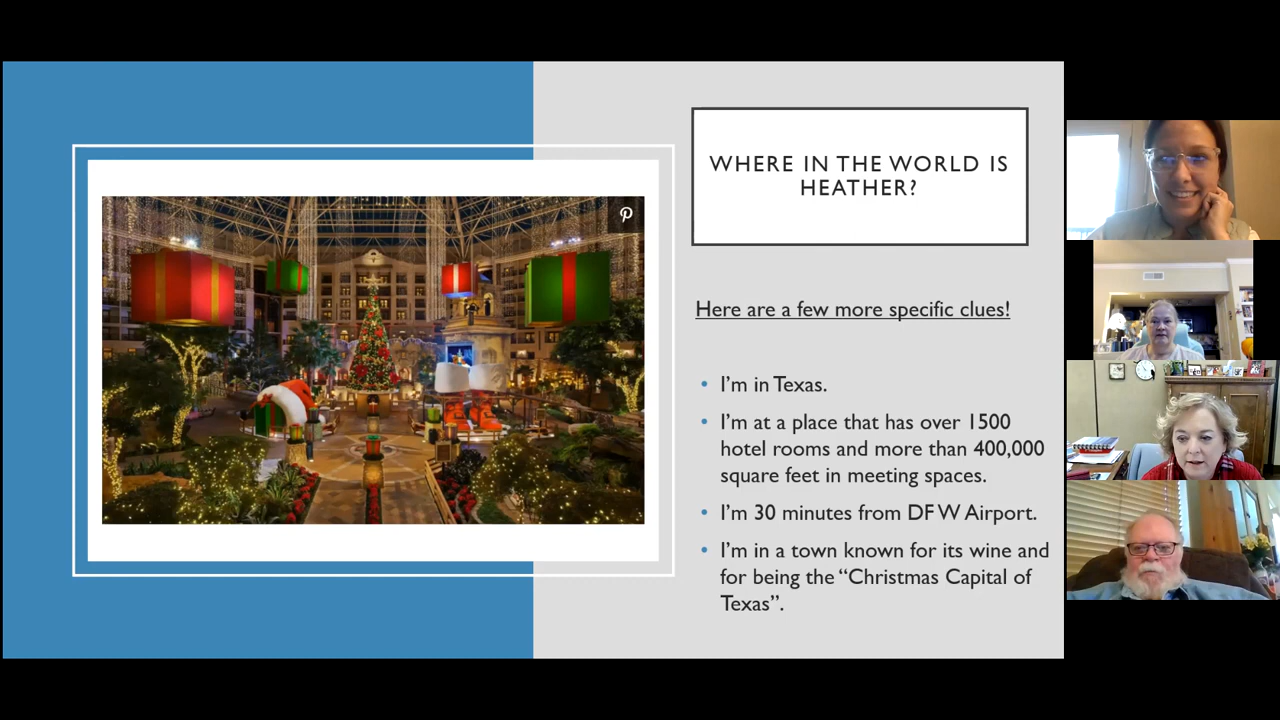 WHERE IN THE WORLD IS
HEATHER?
Here are a few more specific clues!
• I'm in Texas.
• I'm at a place that has over 1500
hotel rooms and more than 400,000
square feet in meeting spaces.
• I'm 30 minutes from DFW Airport.
• I'm in a town known for its wine and
for being the “Christmas Capital of
Texas”.